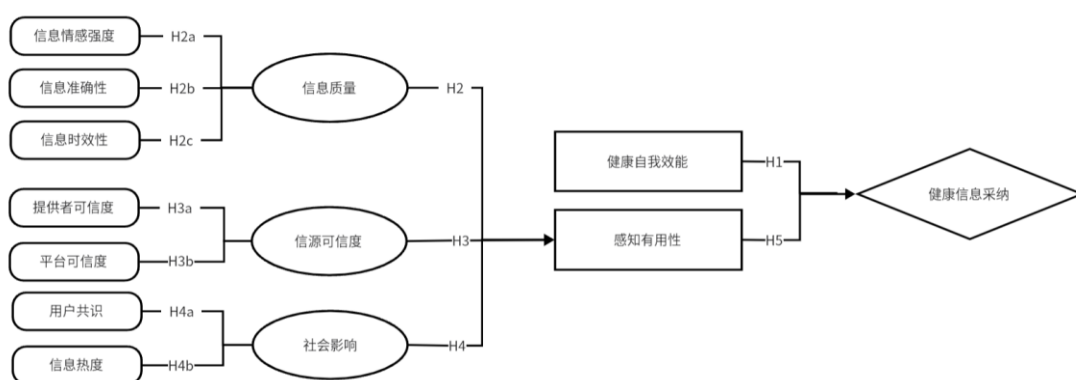 信息情感强度
H2a
信息准确性
H2b
信息时效性
H2c
信息质量
H2
提供者可信度
H3a
平台可信度
H3b
信源可信度
H3
用户共识
H4a
信息热度
H4b
社会影响
H4
健康自我效能
H1
感知有用性
H5
健康信息采纳